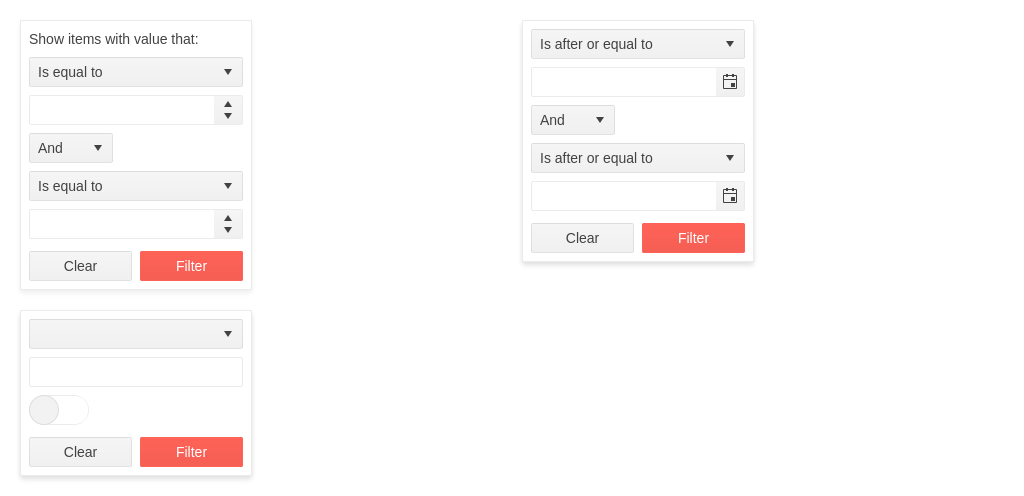 Show items with value that:
Is equal to
And
Is equal to
Clear Filter
Is after or equal to
And
Is after or equal to
Clear Filter
Clear Filter